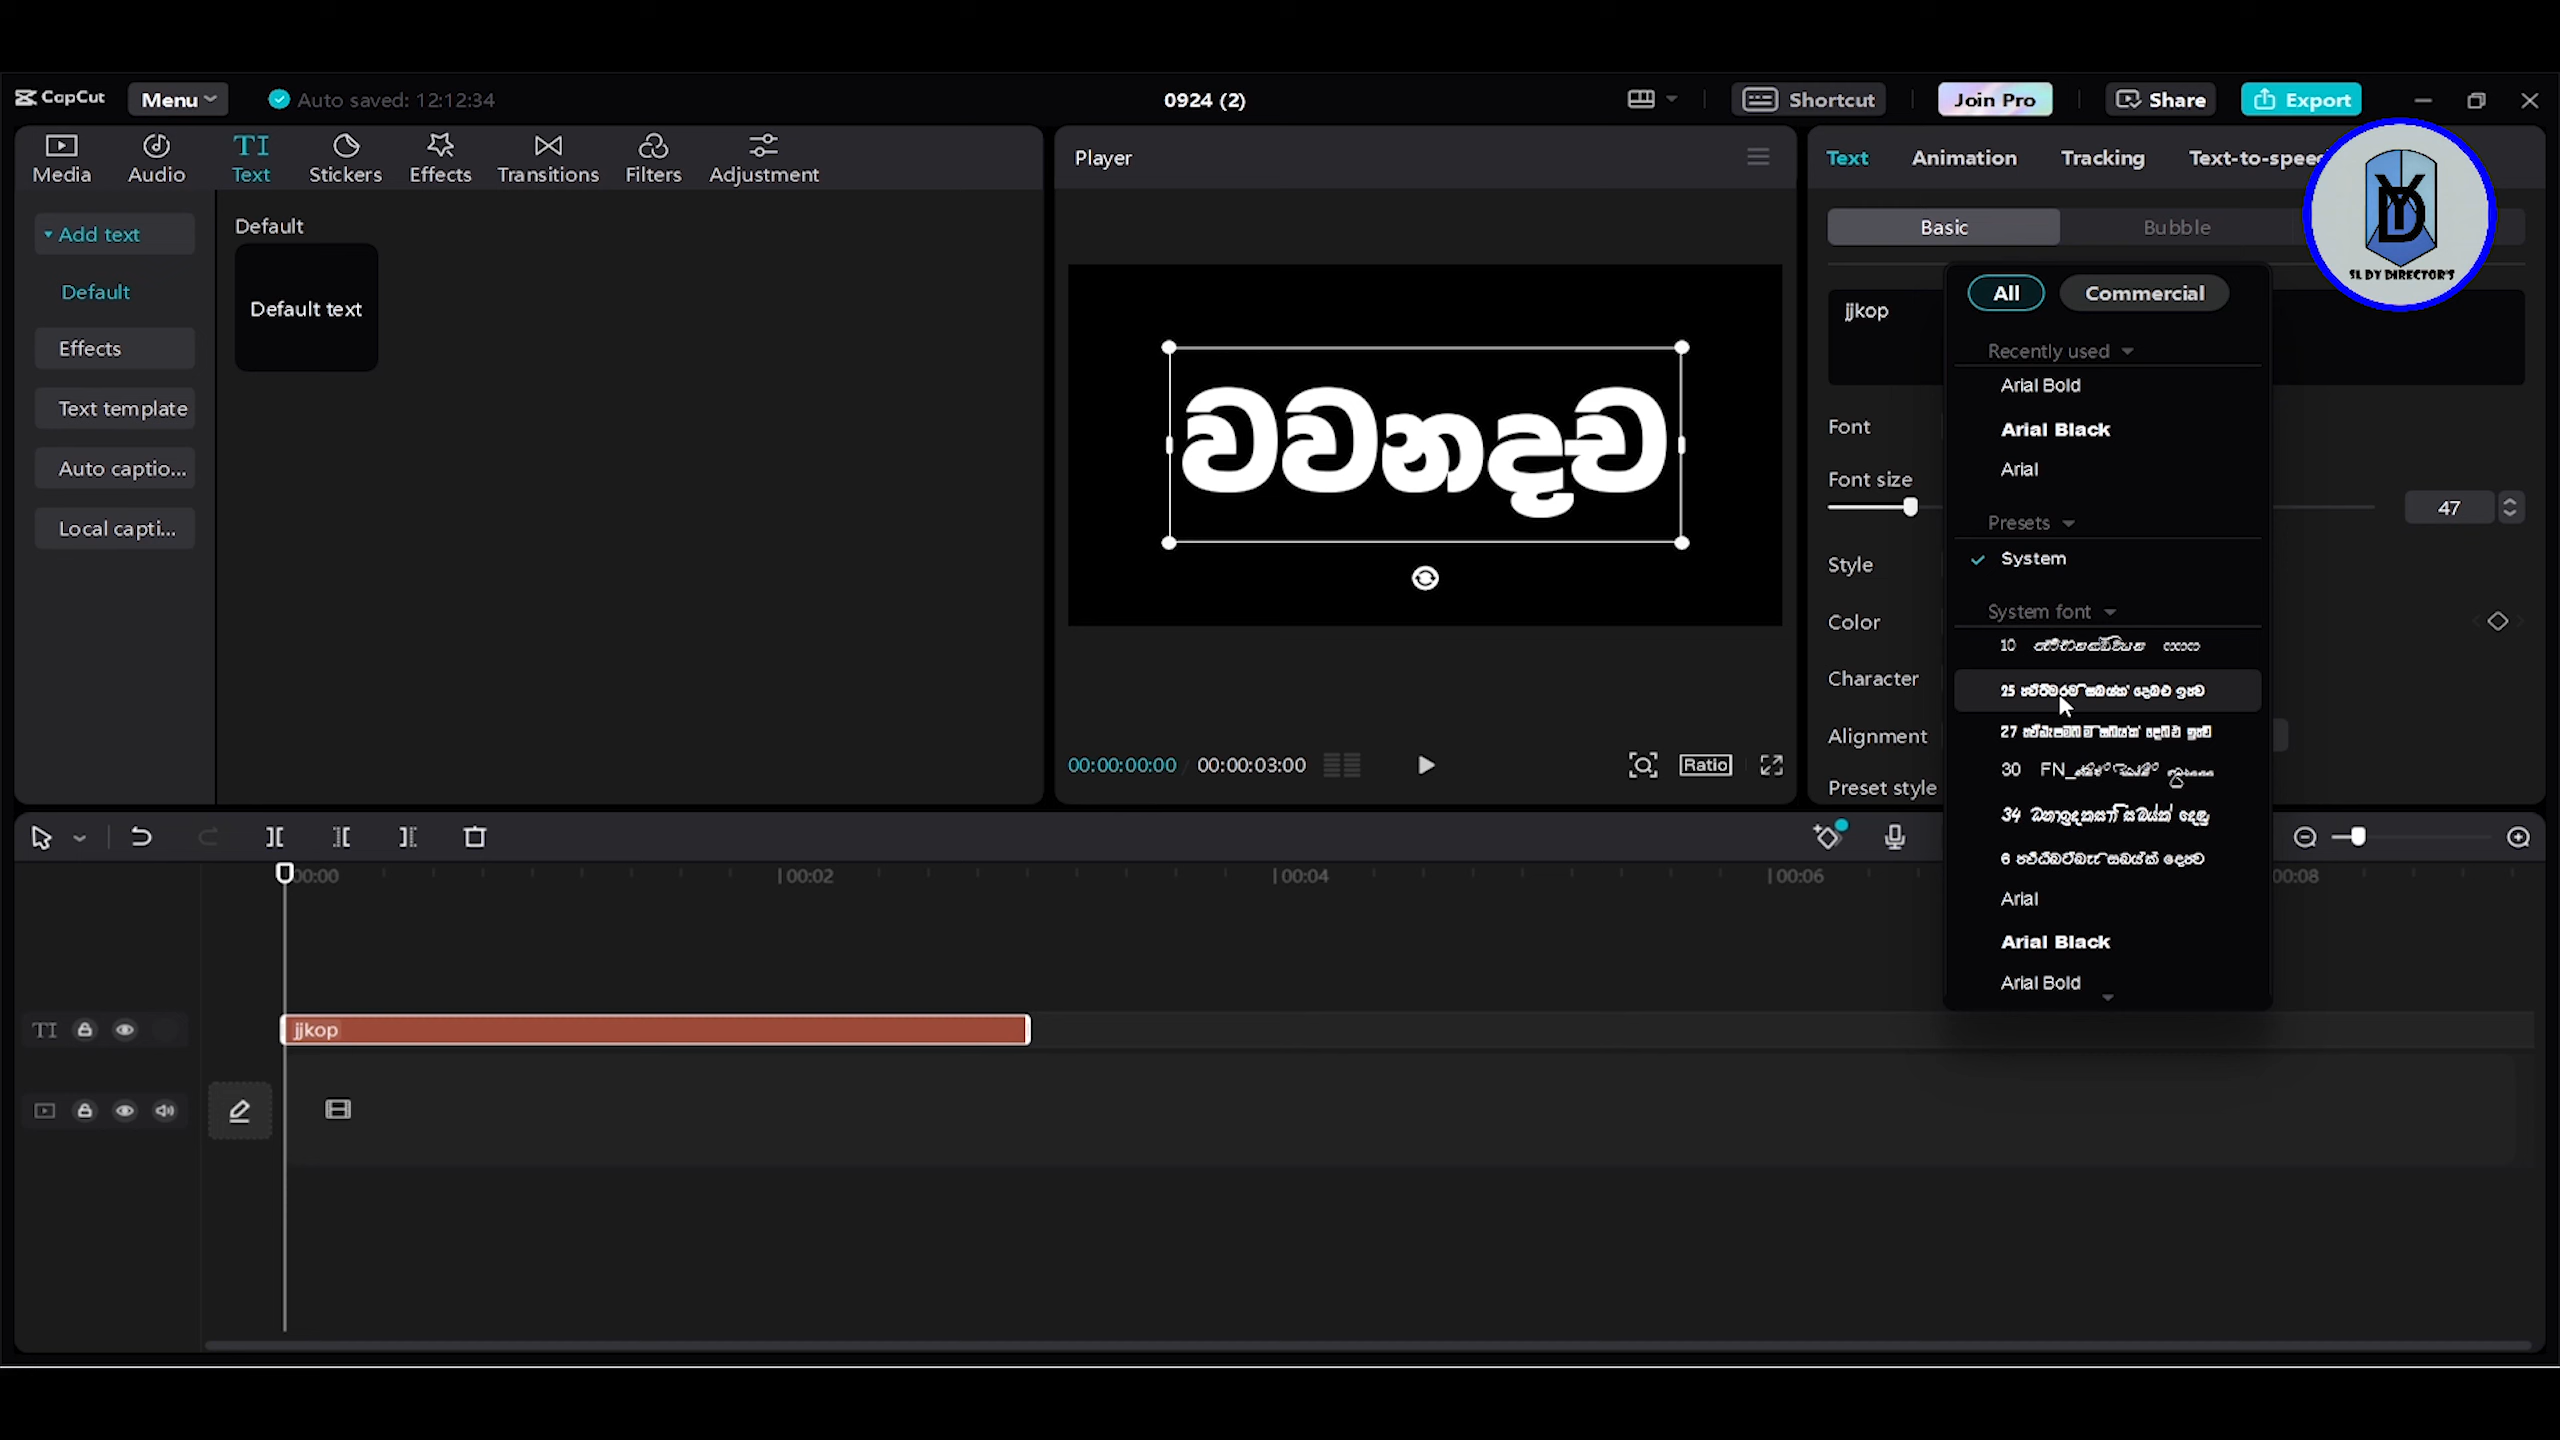 CapCut
Menu
Auto saved: 12:12:34
0924 (2)
Shortcut
Join Pro
Share
Export
Media
Audio
TI
Text
Stickers
Effects
Transitions
Filters
Adjustment
Add text
Default
Effects
Text template
Auto captio...
Local capti...
Default
Default text
Player
වවනදච
00:00:00:00 / 00:00:03:00
Ratio
Text
Animation
Tracking
SL DY DIRECTOR'S
Basic
Bubble
jjkop
Font
Font size
47
Style
Color
Character
Alignment
Preset style
All
Commercial
Recently used
Arial Bold
Arial Black
Arial
Presets
System
System font
10
25
27
30 FN_
34
6
Arial
Arial Black
Arial Bold
00:00
00:02
00:04
00:06
00:08
TI
jjkop